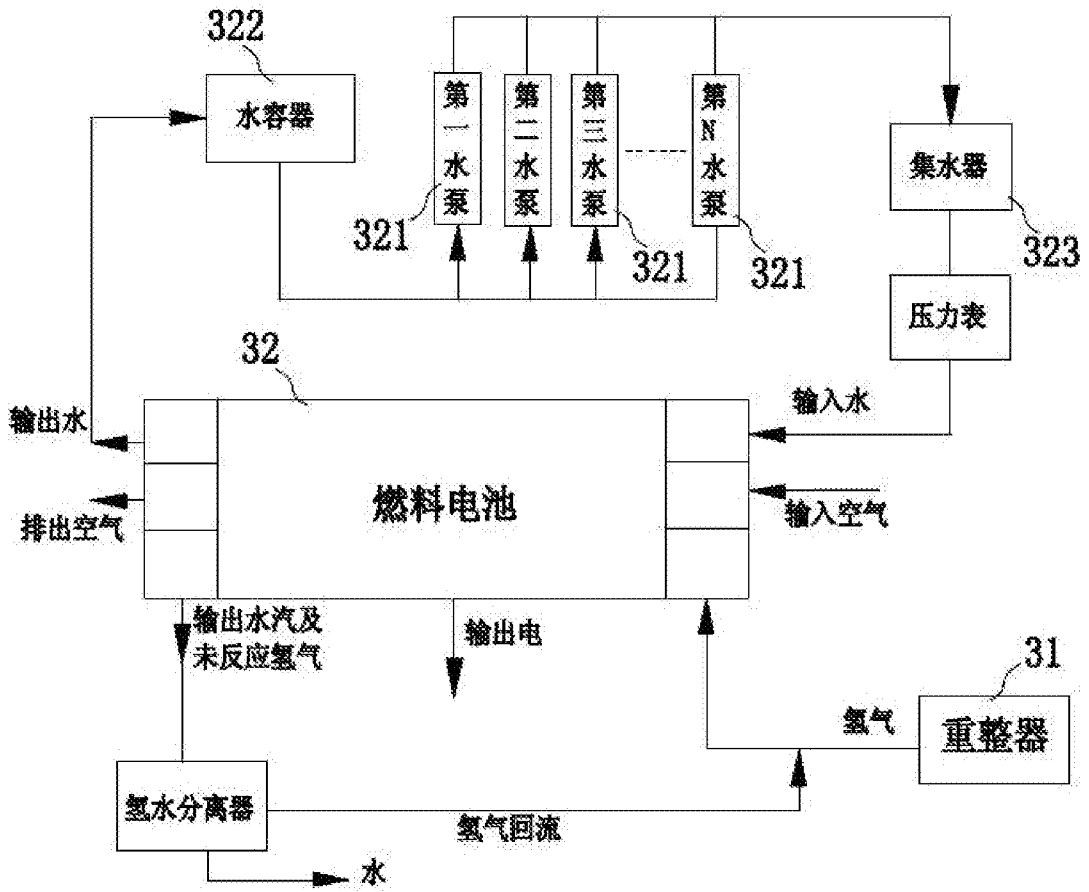 322
水容器
第一水泵
第二水泵
第三水泵
第N水泵
321
321
321
集水器
323
压力表
32
输出水
输入水
燃料电池
排出空气
输入空气
输出水汽及
未反应氢气
输出电
31
氢气
重整器
氢水分离器
氢气回流
水